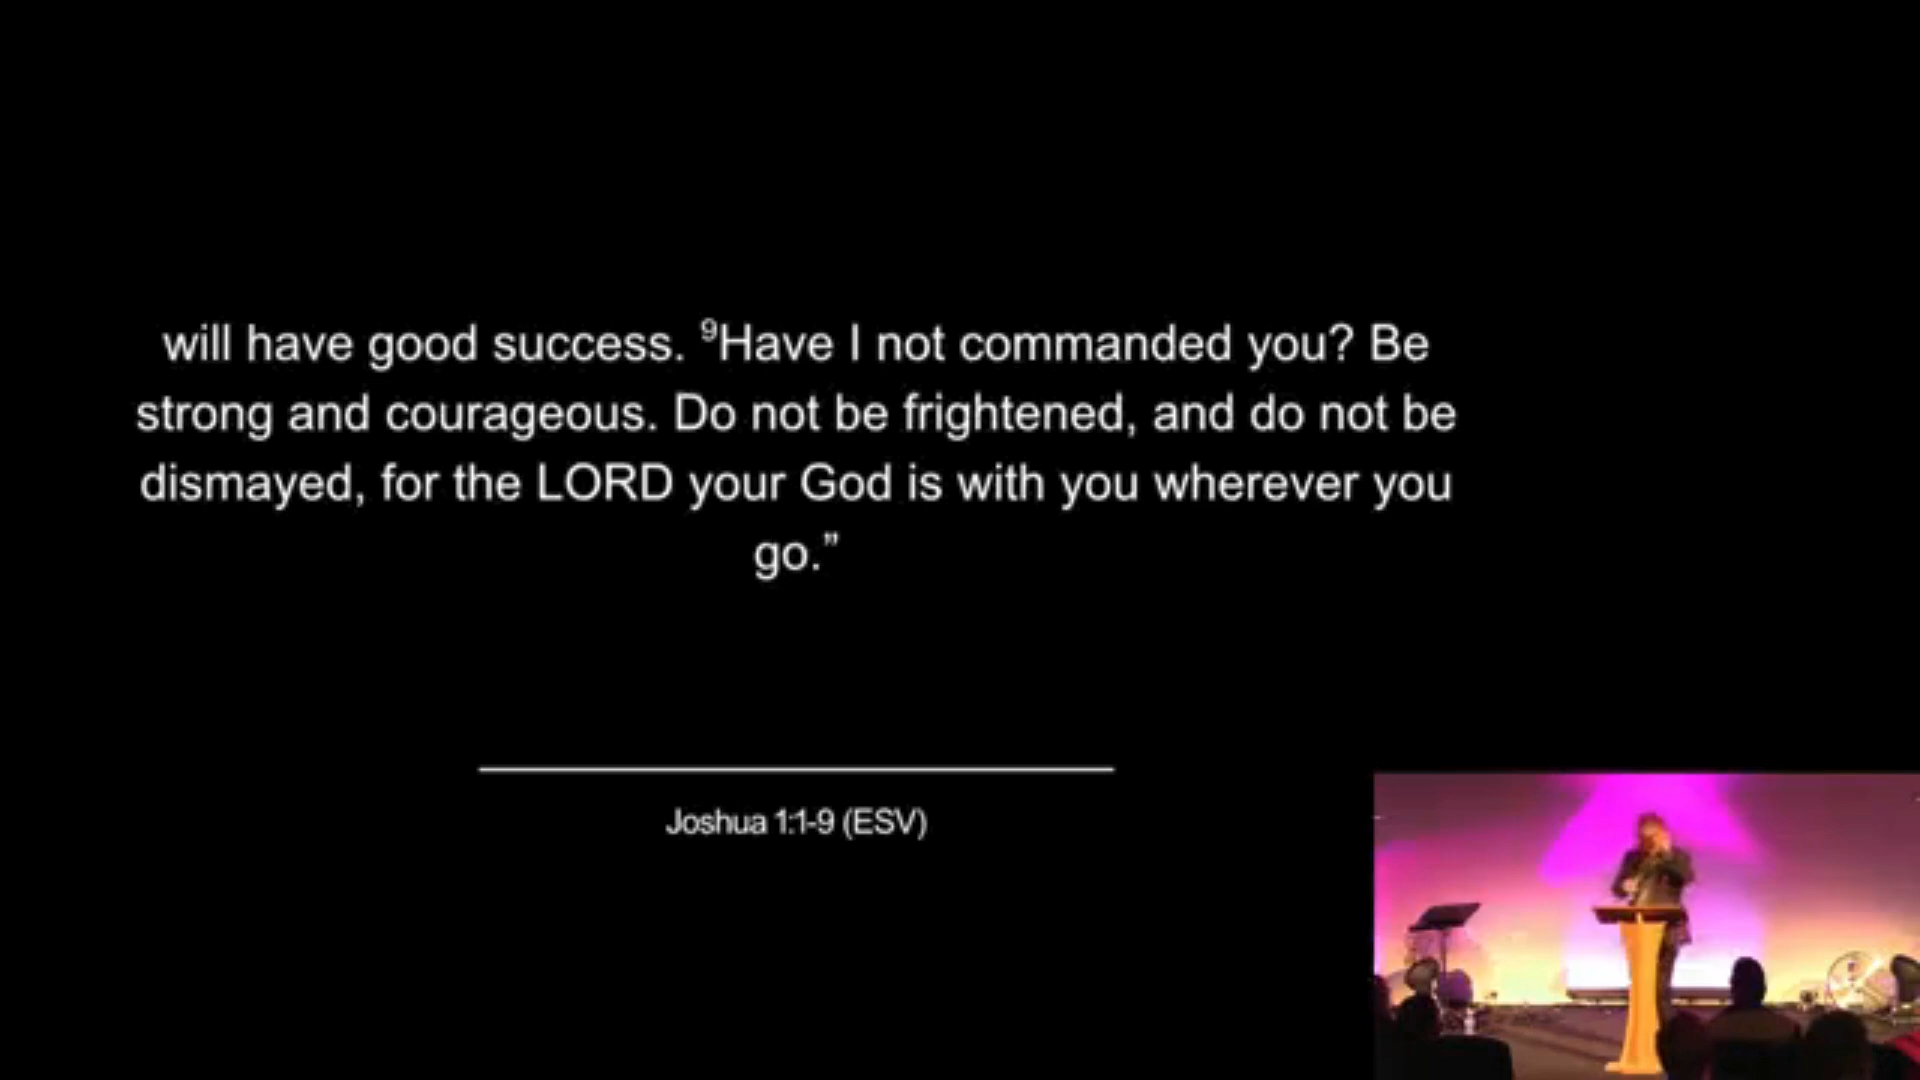 will have good success. ⁹Have I not commanded you? Be
strong and courageous. Do not be frightened, and do not be
dismayed, for the LORD your God is with you wherever you
go.”
Joshua 1:1-9 (ESV)